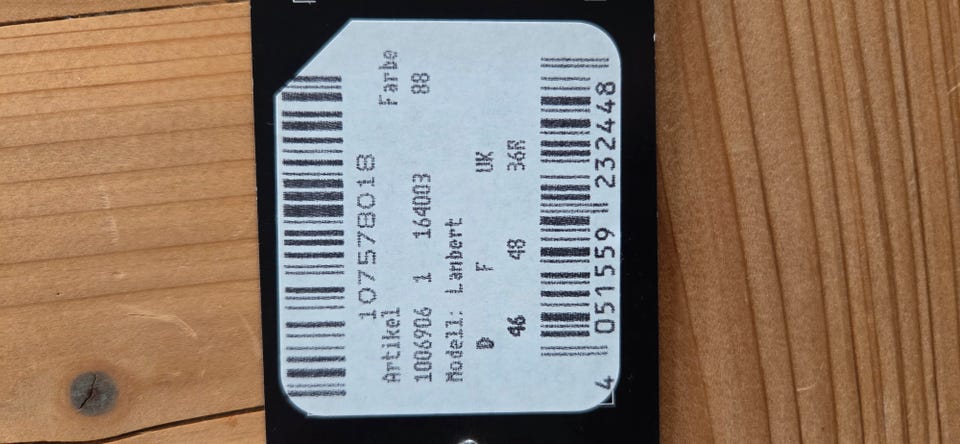 107578018
Artikel Farbe
1006906 1 164003 88
Modell: Lambert
D F UK
46 48 36R
4 051559 232448